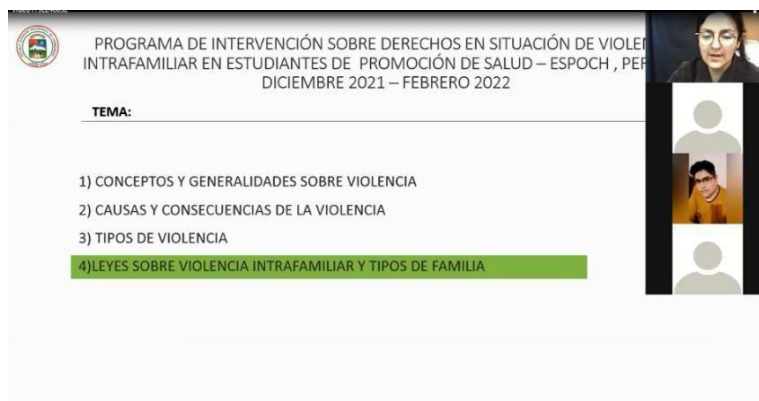 PROGRAMA DE INTERVENCIÓN SOBRE DERECHOS EN SITUACIÓN DE
INTRAFAMILIAR EN ESTUDIANTES DE PROMOCIÓN DE SALUD – ESPOCH ,
DICIEMBRE 2021 – FEBRERO 2022
TEMA:
1) CONCEPTOS Y GENERALIDADES SOBRE VIOLENCIA
2) CAUSAS Y CONSECUENCIAS DE LA VIOLENCIA
3) TIPOS DE VIOLENCIA
4)LEYES SOBRE VIOLENCIA INTRAFAMILIAR Y TIPOS DE FAMILIA